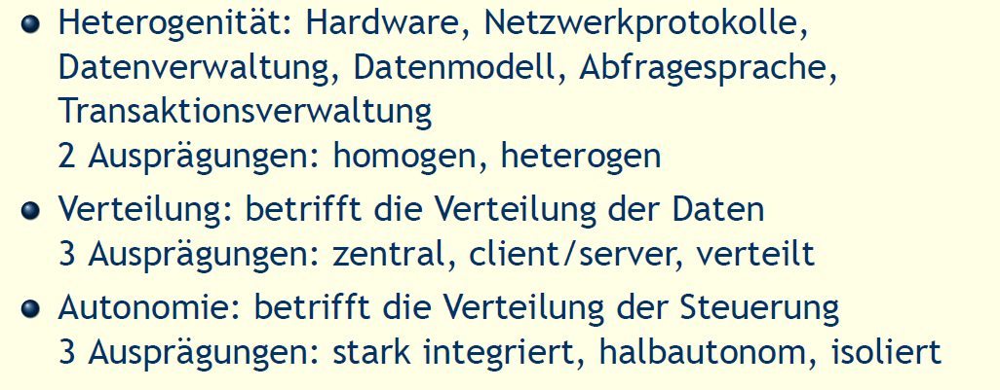 Heterogenität: Hardware, Netzwerkprotokolle,
Datenverwaltung, Datenmodell, Abfragesprache,
Transaktionsverwaltung
2 Ausprägungen: homogen, heterogen
Verteilung: betrifft die Verteilung der Daten
3 Ausprägungen: zentral, client/server, verteilt
Autonomie: betrifft die Verteilung der Steuerung
3 Ausprägungen: stark integriert, halbautonom, isoliert